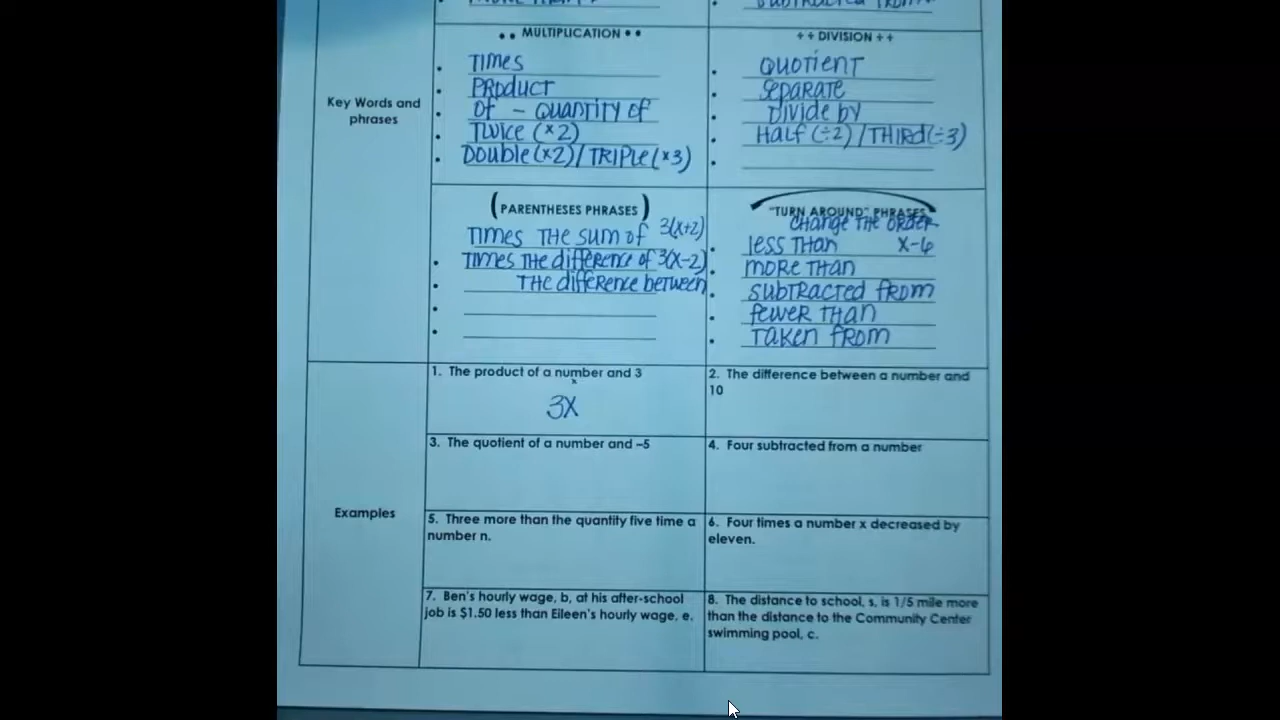 •• MULTIPLICATION ••
• Times
• PRODUCT
• Of - Quantity of
• Twice (×2)
• Double(×2)/TRIPLE(×3)
++ DIVISION ++
• Quotient
• Separate
• Divide by
• Half(÷2)/THIRD(÷3)
•
Key Words and
phrases
(PARENTHESES PHRASES)
Times THE sum of 3(x+2)
• Times THE difference of 3(x-2)
• THE difference between
•
•
"TURN AROUND" PHRASES
change THE ORDER
• less THAN x-6
• more THAN
• subtracted from
• fewer THAN
• Taken from
Examples
1. The product of a number and 3
x
3x
2. The difference between a number and
10
3. The quotient of a number and –5
4. Four subtracted from a number
5. Three more than the quantity five time a
number n.
6. Four times a number x decreased by
eleven.
7. Ben's hourly wage, b, at his after-school
job is $1.50 less than Eileen's hourly wage, e.
8. The distance to school, s, is 1/5 mile more
than the distance to the Community Center
swimming pool, c.